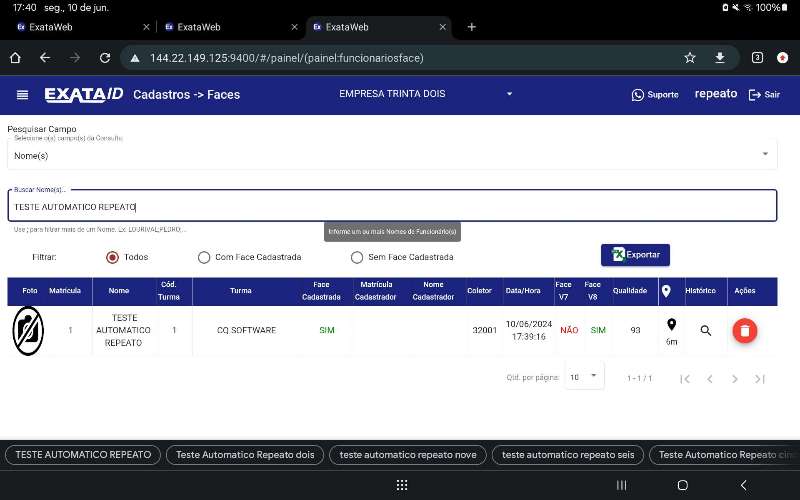 17:40 seg., 10 de jun. 100%
ExataWeb ExataWeb ExataWeb
144.22.149.125:9400/#/painel/(painel:funcionariosface) 3
EXATAID Cadastros -> Faces EMPRESA TRINTA DOIS Suporte repeato Sair
Pesquisar Campo
Selecione o(s) campo(s) da Consulta
Nome(s)
Buscar Nome(s)...
TESTE AUTOMATICO REPEATO
Use ; para filtrar mais de um Nome. Ex: LOURIVAL;PEDRO;...
Informe um ou mais Nomes de Funcionário(s)
Filtrar: Todos Com Face Cadastrada Sem Face Cadastrada Exportar
Foto Matrícula Nome Cód. Turma Turma Face Cadastrada Matrícula Cadastrador Nome Cadastrador Coletor Data/Hora Face V7 Face V8 Qualidade Histórico Ações
1 TESTE AUTOMATICO REPEATO 1 CQ.SOFTWARE SIM 32001 10/06/2024 17:39:16 NÃO SIM 93 6m
Qtd. por página: 10 1 - 1 / 1
TESTE AUTOMATICO REPEATO Teste Automatico Repeato dois teste automatico repeato nove teste automatico repeato seis Teste Automatico Repeato cinc